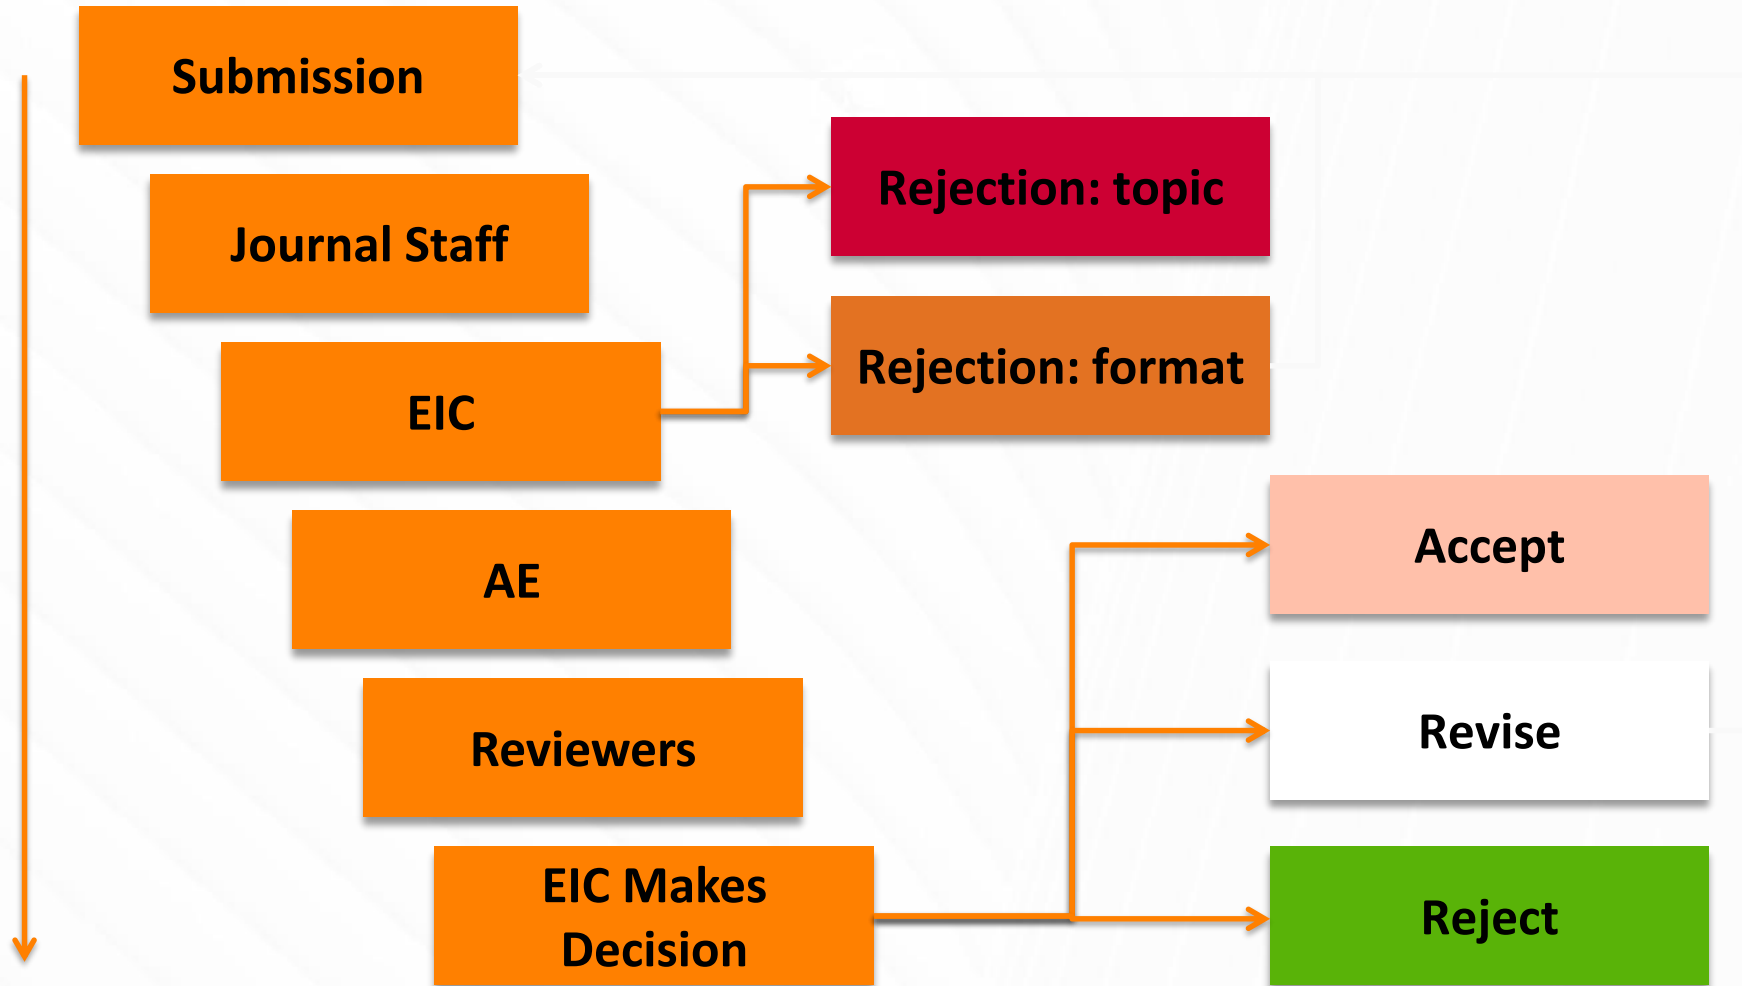 Submission
Journal Staff
EIC
AE
Reviewers
EIC Makes
Decision
Rejection: topic
Rejection: format
Accept
Revise
Reject